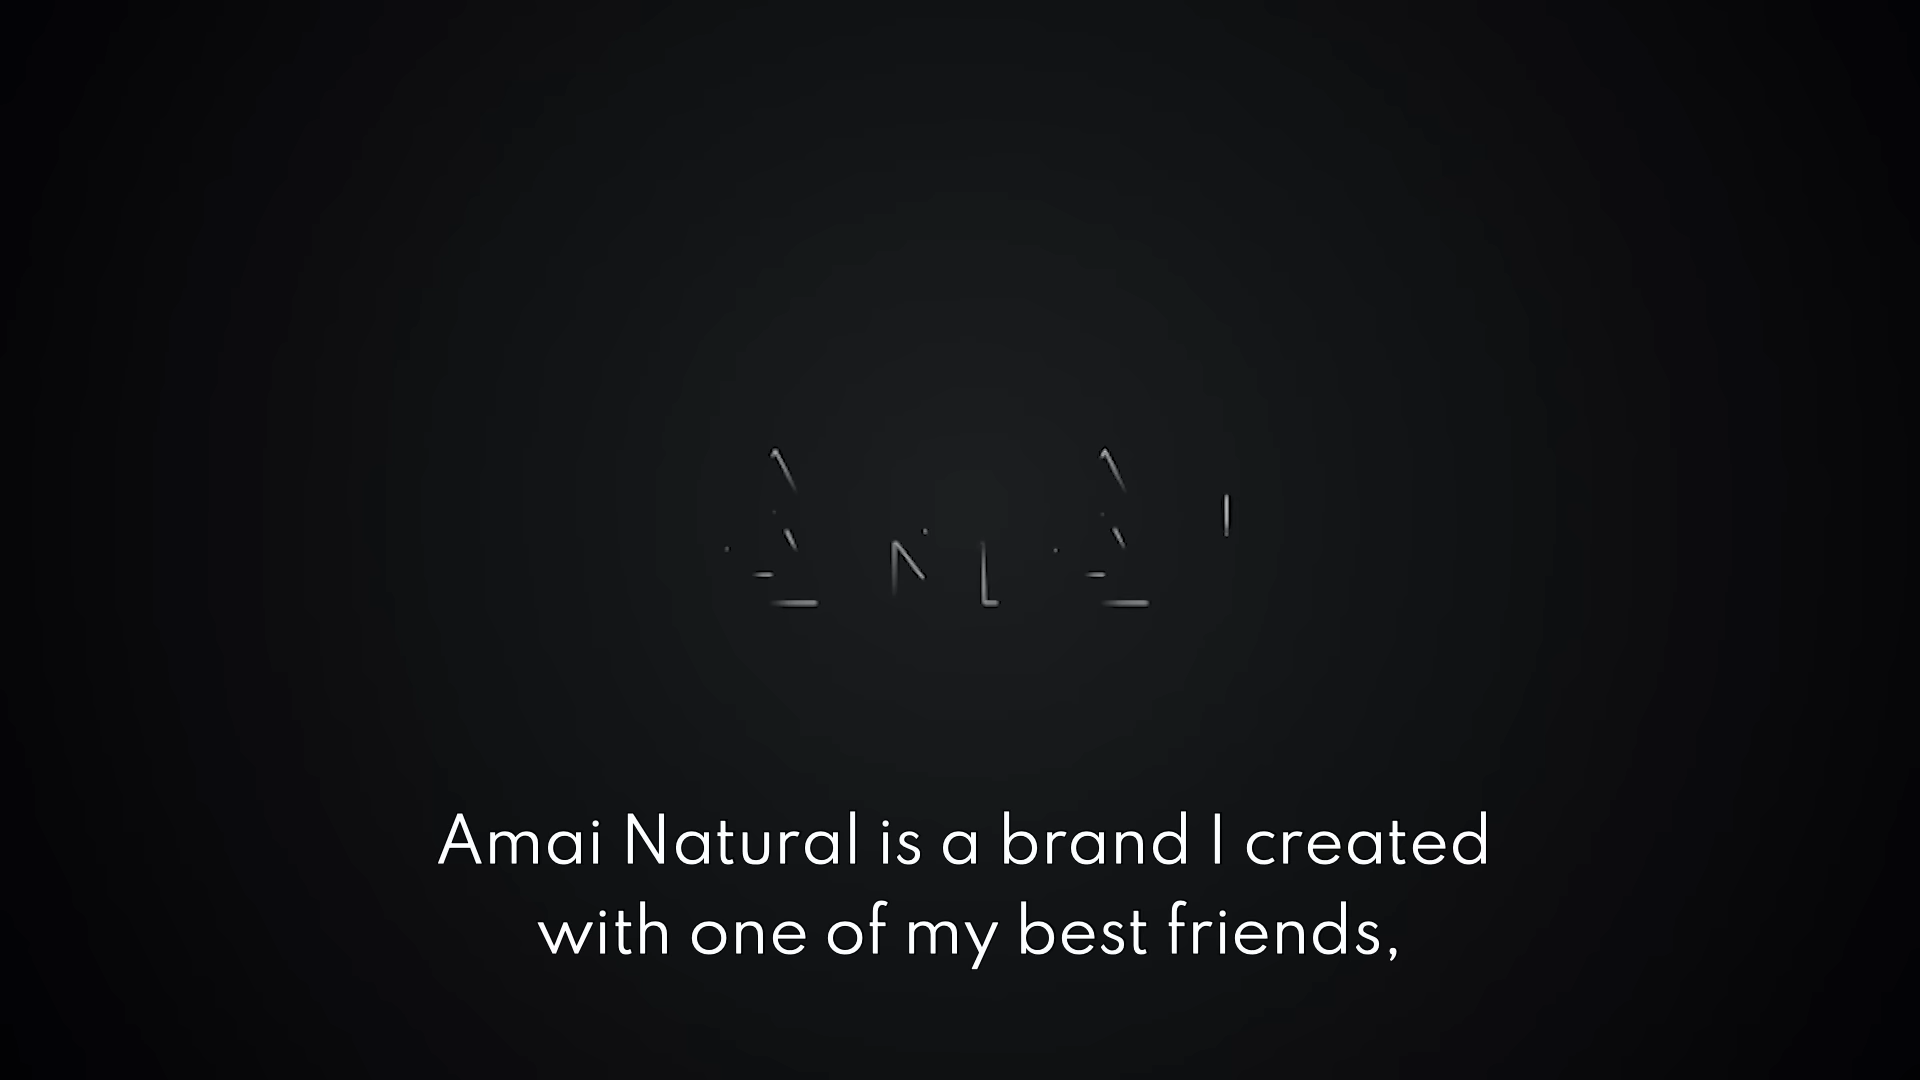 Amai Natural is a brand I created
with one of my best friends,